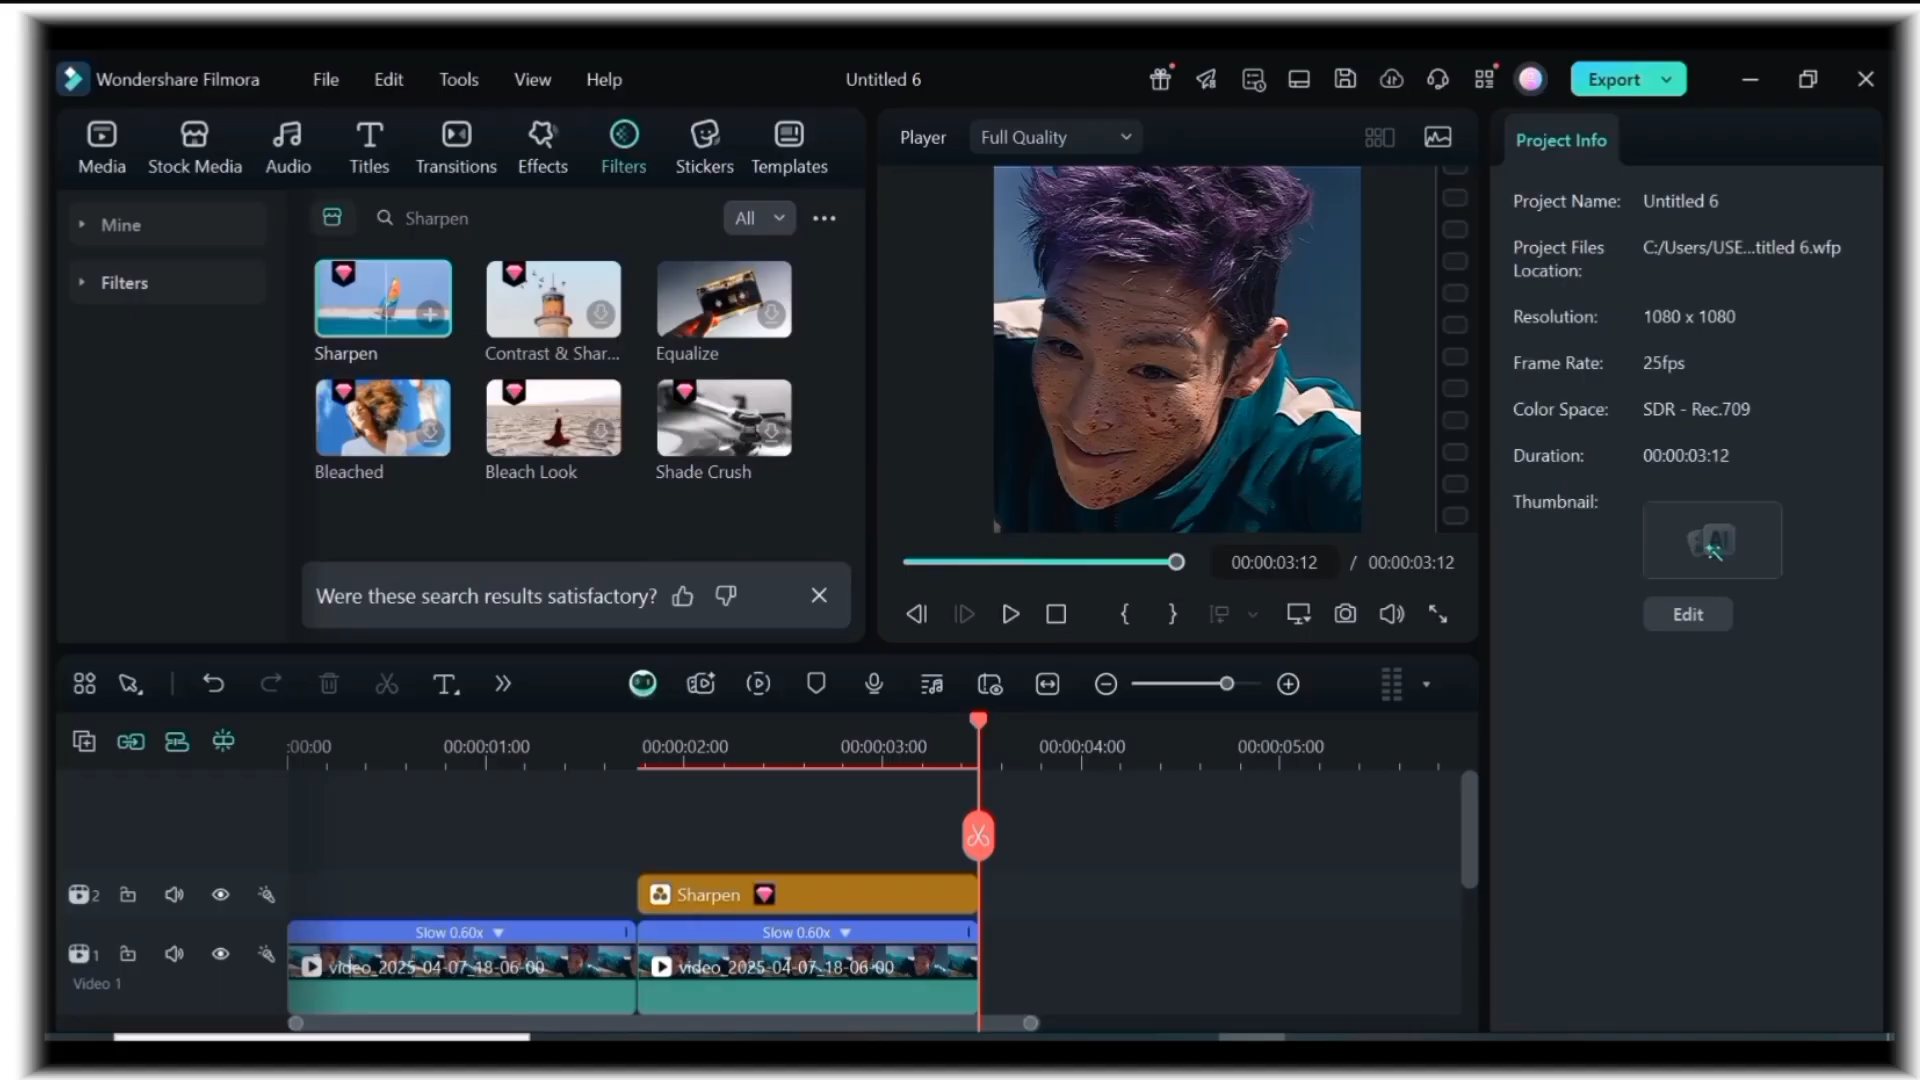 Wondershare Filmora File Edit Tools View Help Untitled 6 Export
Media Stock Media Audio Titles Transitions Effects Filters Stickers Templates
Player Full Quality
Project Info
Mine
Filters
Sharpen All
Sharpen Contrast & Shar... Equalize
Bleached Bleach Look Shade Crush
Were these search results satisfactory?
00:00:03:12 / 00:00:03:12
Project Name: Untitled 6
Project Files Location: C:/Users/USE...titled 6.wfp
Resolution: 1080 x 1080
Frame Rate: 25fps
Color Space: SDR - Rec.709
Duration: 00:00:03:12
Thumbnail:
AI
Edit
:00:00 00:00:01:00 00:00:02:00 00:00:03:00 00:00:04:00 00:00:05:00
2 Sharpen
Slow 0.60x Slow 0.60x
1 video_2025-04-07_18-06-00 video_2025-04-07_18-06-00
Video 1